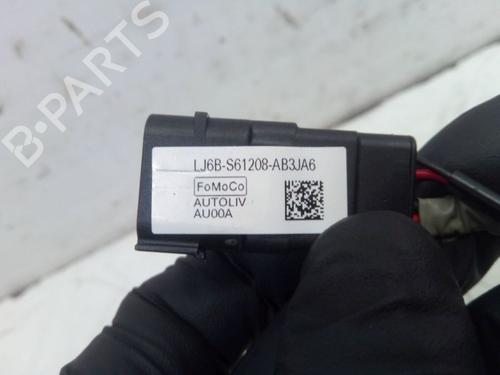 LJ6B-S61208-AB3JA6
FoMoCo
AUTOLIV
AU00A
B-PARTS